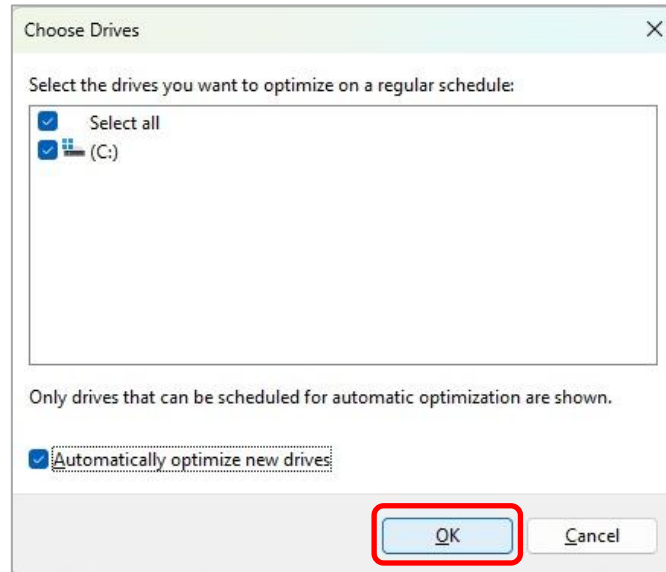 Choose Drives
Select the drives you want to optimize on a regular schedule:
Select all
(C:)
Only drives that can be scheduled for automatic optimization are shown.
Automatically optimize new drives
OK Cancel